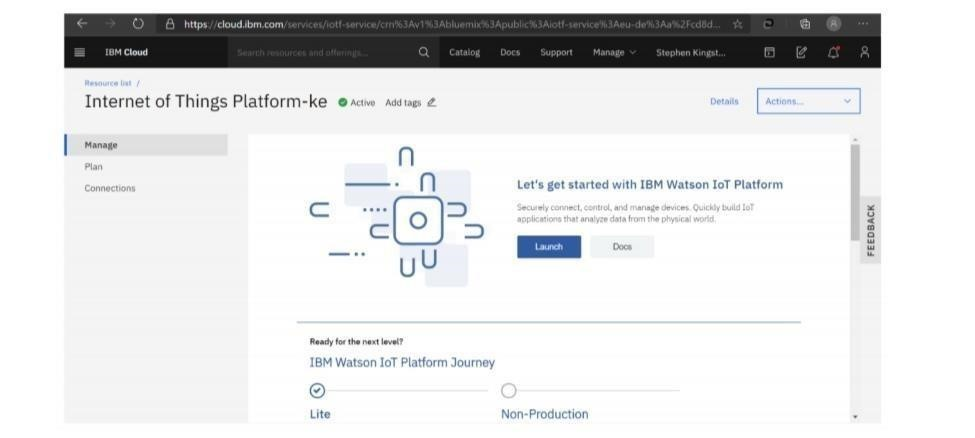 https://cloud.ibm.com/services/iotf-service/crn%3Av1%3Abluemix%3Apublic%3Aiotf-service%3Aeu-de%3Aa%2Fcd8d...
IBM Cloud
Search resources and offerings...
Catalog
Docs
Support
Manage
Stephen Kingst...
Resource list /
Internet of Things Platform-ke
Active
Add tags
Details
Actions...
Manage
Plan
Connections
Let's get started with IBM Watson IoT Platform
Securely connect, control, and manage devices. Quickly build IoT
applications that analyze data from the physical world.
Launch
Docs
FEEDBACK
Ready for the next level?
IBM Watson IoT Platform Journey
Lite
Non-Production